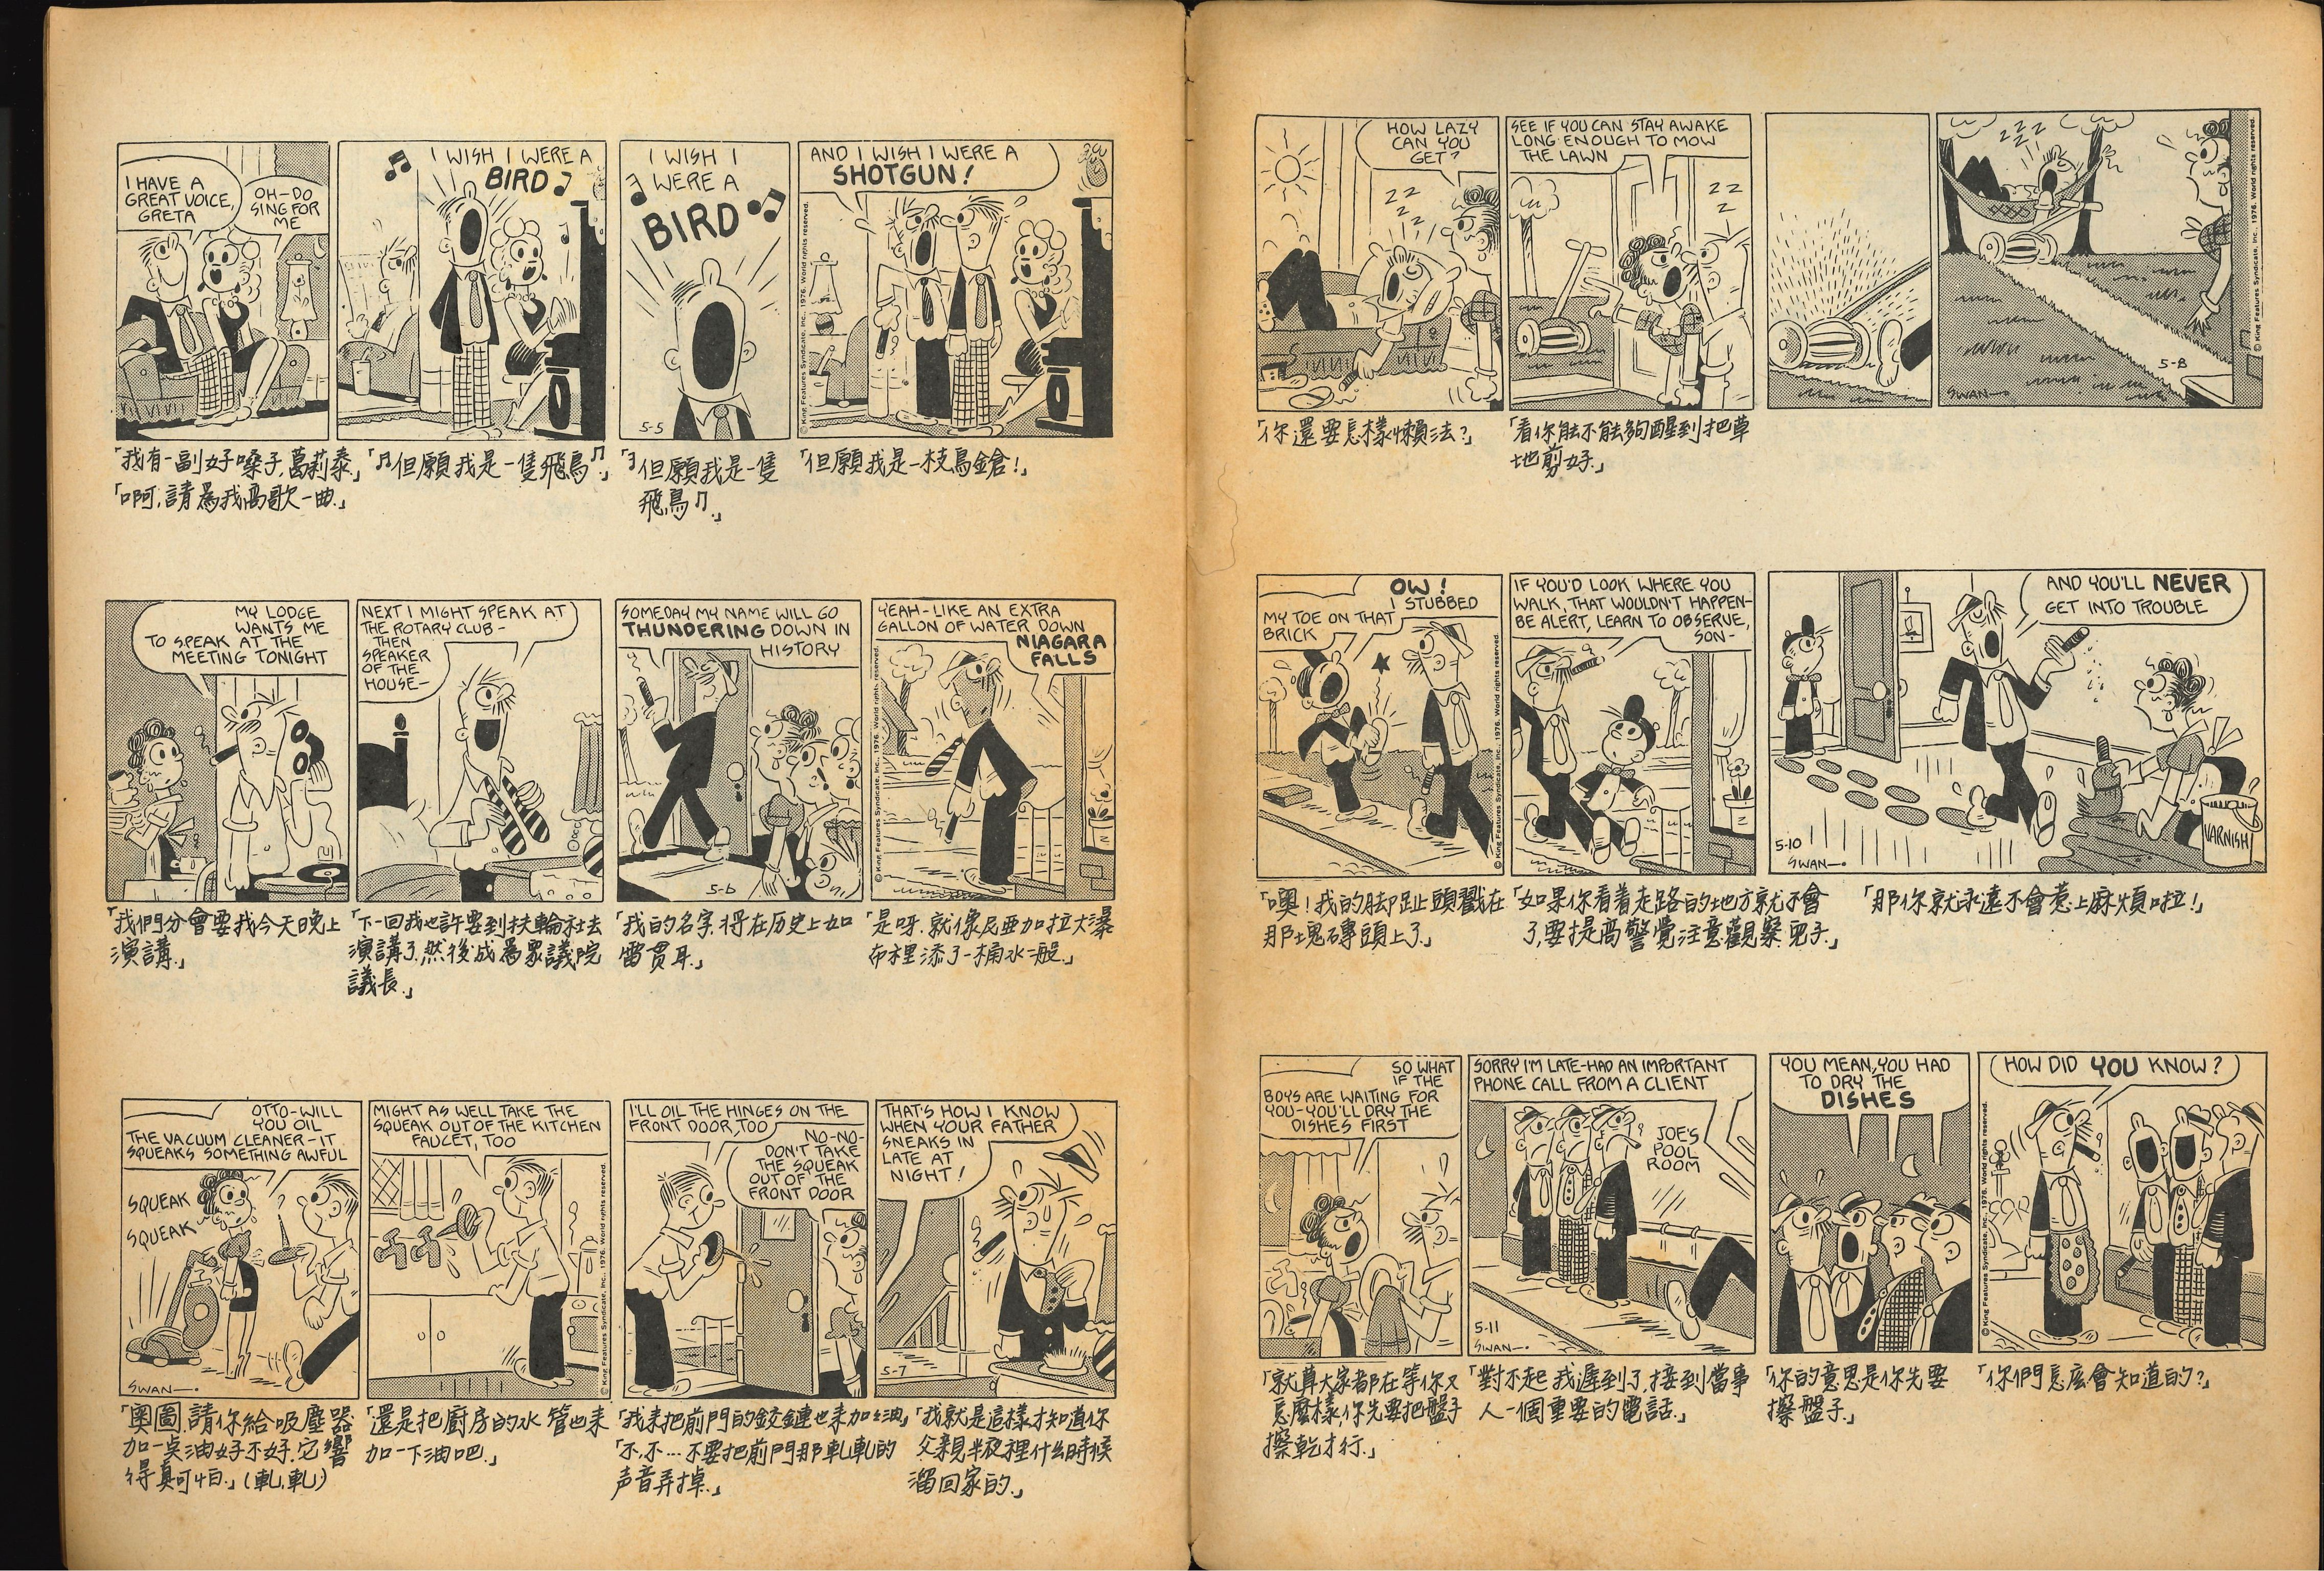 I HAVE A
GREAT VOICE,
GRETA
OH-DO
SING FOR
ME
I WISH I WERE A
BIRD
I WISH I
WERE A
BIRD
5-5
AND I WISH I WERE A
SHOTGUN!
© King Features Syndicate, Inc., 1976. World rights reserved.
「我有一副好嗓子,葛莉泰」
「啊,請為我高歌一曲.」
「♫但願我是一隻飛鳥♫」
「♪但願我是一隻
飛鳥♫.」
「但願我是一枝鳥鎗!」
MY LODGE
WANTS ME
TO SPEAK AT THE
MEETING TONIGHT
NEXT I MIGHT SPEAK AT
THE ROTARY CLUB-
THEN
SPEAKER
OF THE
HOUSE-
SOMEDAY MY NAME WILL GO
THUNDERING DOWN IN
HISTORY
5-6
YEAH-LIKE AN EXTRA
GALLON OF WATER DOWN
NIAGARA
FALLS
© King Features Syndicate, Inc., 1976. World rights reserved.
「我們分會要我今天晚上
演講.」
「下一回我也許要到扶輪社去
演講了.然後成為眾議院
議長.」
「我的名字.將在历史上如
雷贯耳.」
「是呀.就像尼亞加拉大瀑
布裡添了一桶水一般.」
OTTO-WILL
YOU OIL
THE VACUUM CLEANER-IT
SQUEAKS SOMETHING AWFUL
SQUEAK
SQUEAK
SWAN
MIGHT AS WELL TAKE THE
SQUEAK OUT OF THE KITCHEN
FAUCET, TOO
© King Features Syndicate, Inc., 1976. World rights reserved.
I'LL OIL THE HINGES ON THE
FRONT DOOR, TOO
NO-NO-
DON'T TAKE
THE SQUEAK
OUT OF THE
FRONT DOOR
THAT'S HOW I KNOW
WHEN YOUR FATHER
SNEAKS IN
LATE AT
NIGHT!
5-7
「奧圖.請你給吸塵器
加一点油好不好.它響
得真可怕.」(軋,軋)
「還是把廚房的水管也来
加一下油吧.」
「我来把前門的鉸鏈也来加些油」
「不.不…不要把前門那軋軋的
声音弄掉.」
「我就是這樣才知道你
父親半夜裡什么時候
溜回家的.」
HOW LAZY
CAN YOU
GET?
ZZ
ZZZ
SEE IF YOU CAN STAY AWAKE
LONG ENOUGH TO MOW
THE LAWN
ZZ
Z
ZZZ
ZZ
5-8
SWAN
© King Features Syndicate, Inc., 1976. World rights reserved.
「你還要怎樣懶法?」
「看你能不能夠醒到把草
地剪好.」
OW!
I STUBBED
MY TOE ON THAT
BRICK
© King Features Syndicate, Inc., 1976. World rights reserved.
IF YOU'D LOOK WHERE YOU
WALK, THAT WOULDN'T HAPPEN-
BE ALERT, LEARN TO OBSERVE,
SON-
AND YOU'LL NEVER
GET INTO TROUBLE
VARNISH
5-10
SWAN
「噢!我的脚趾頭戳在
那塊磚頭上了.」
「如果你看着走路的地方就不會
了,要提高警覺注意觀察兒子.」
「那你就永遠不會惹上麻煩啦!」
SO WHAT
IF THE
BOYS ARE WAITING FOR
YOU-YOU'LL DRY THE
DISHES FIRST
SORRY I'M LATE-HAD AN IMPORTANT
PHONE CALL FROM A CLIENT
JOE'S
POOL
ROOM
5-11
SWAN
YOU MEAN, YOU HAD
TO DRY THE
DISHES
HOW DID YOU KNOW?
© King Features Syndicate, Inc., 1976. World rights reserved.
「就算大家都在等你又
怎麼樣,你先要把盤子
擦乾才行.」
「對不起我遲到了.接到當事
人一個重要的電話.」
「你的意思是你先要
擦盤子.」
「你們怎麼會知道的?」